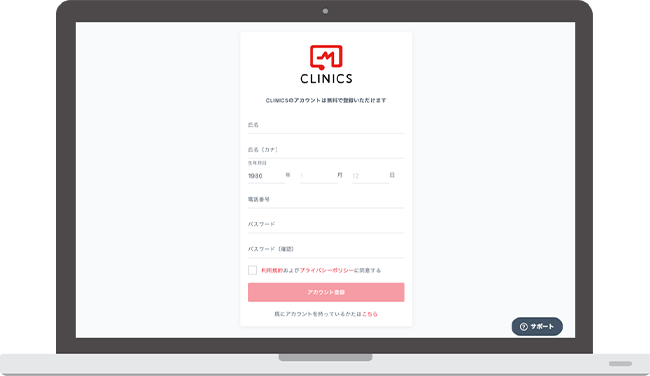 CLINICS
CLINICSのアカウントは無料で登録いただけます
氏名
氏名（カナ）
生年月日
1980 年 1 月 12 日
電話番号
パスワード
パスワード（確認）
利用規約およびプライバシーポリシーに同意する
アカウント登録
既にアカウントを持っているかたはこちら
? サポート